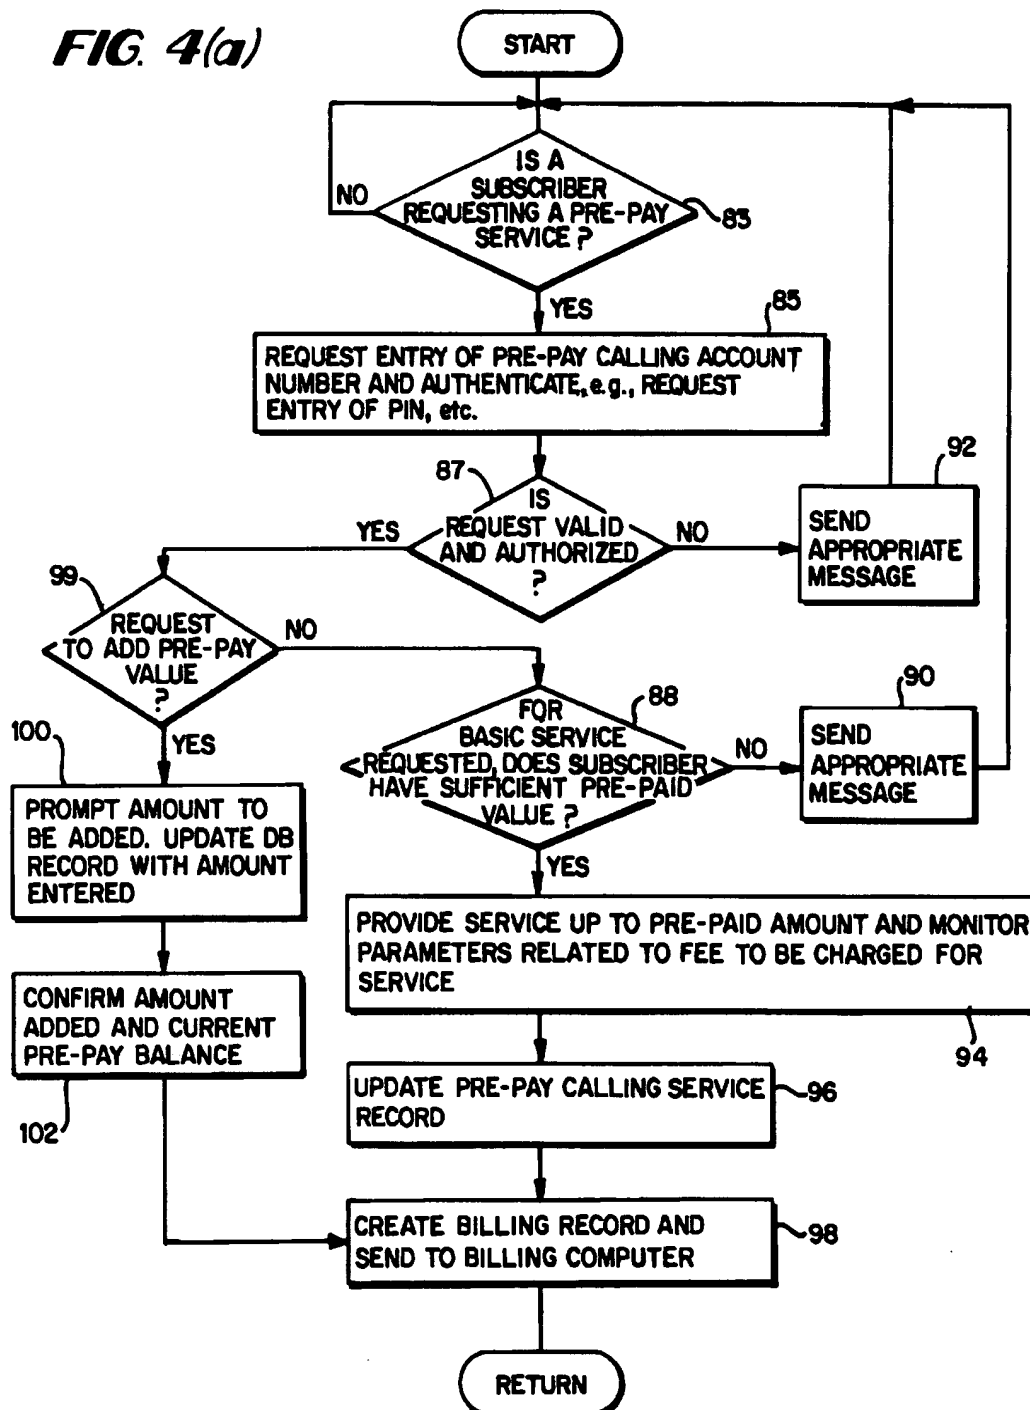 FIG. 4(a)
START
IS A
SUBSCRIBER
REQUESTING A PRE-PAY
SERVICE?
NO
83
YES
85
REQUEST ENTRY OF PRE-PAY CALLING ACCOUNT
NUMBER AND AUTHENTICATE, e.g., REQUEST
ENTRY OF PIN, etc.
87
IS
REQUEST VALID
AND AUTHORIZED
?
YES
NO
92
SEND
APPROPRIATE
MESSAGE
99
REQUEST
TO ADD PRE-PAY
VALUE
?
NO
YES
88
FOR
BASIC SERVICE
REQUESTED, DOES SUBSCRIBER
HAVE SUFFICIENT PRE-PAID
VALUE?
NO
YES
90
SEND
APPROPRIATE
MESSAGE
100
PROMPT AMOUNT TO
BE ADDED. UPDATE DB
RECORD WITH AMOUNT
ENTERED
PROVIDE SERVICE UP TO PRE-PAID AMOUNT AND MONITOR
PARAMETERS RELATED TO FEE TO BE CHARGED FOR
SERVICE
94
CONFIRM AMOUNT
ADDED AND CURRENT
PRE-PAY BALANCE
102
UPDATE PRE-PAY CALLING SERVICE
RECORD
96
CREATE BILLING RECORD AND
SEND TO BILLING COMPUTER
98
RETURN